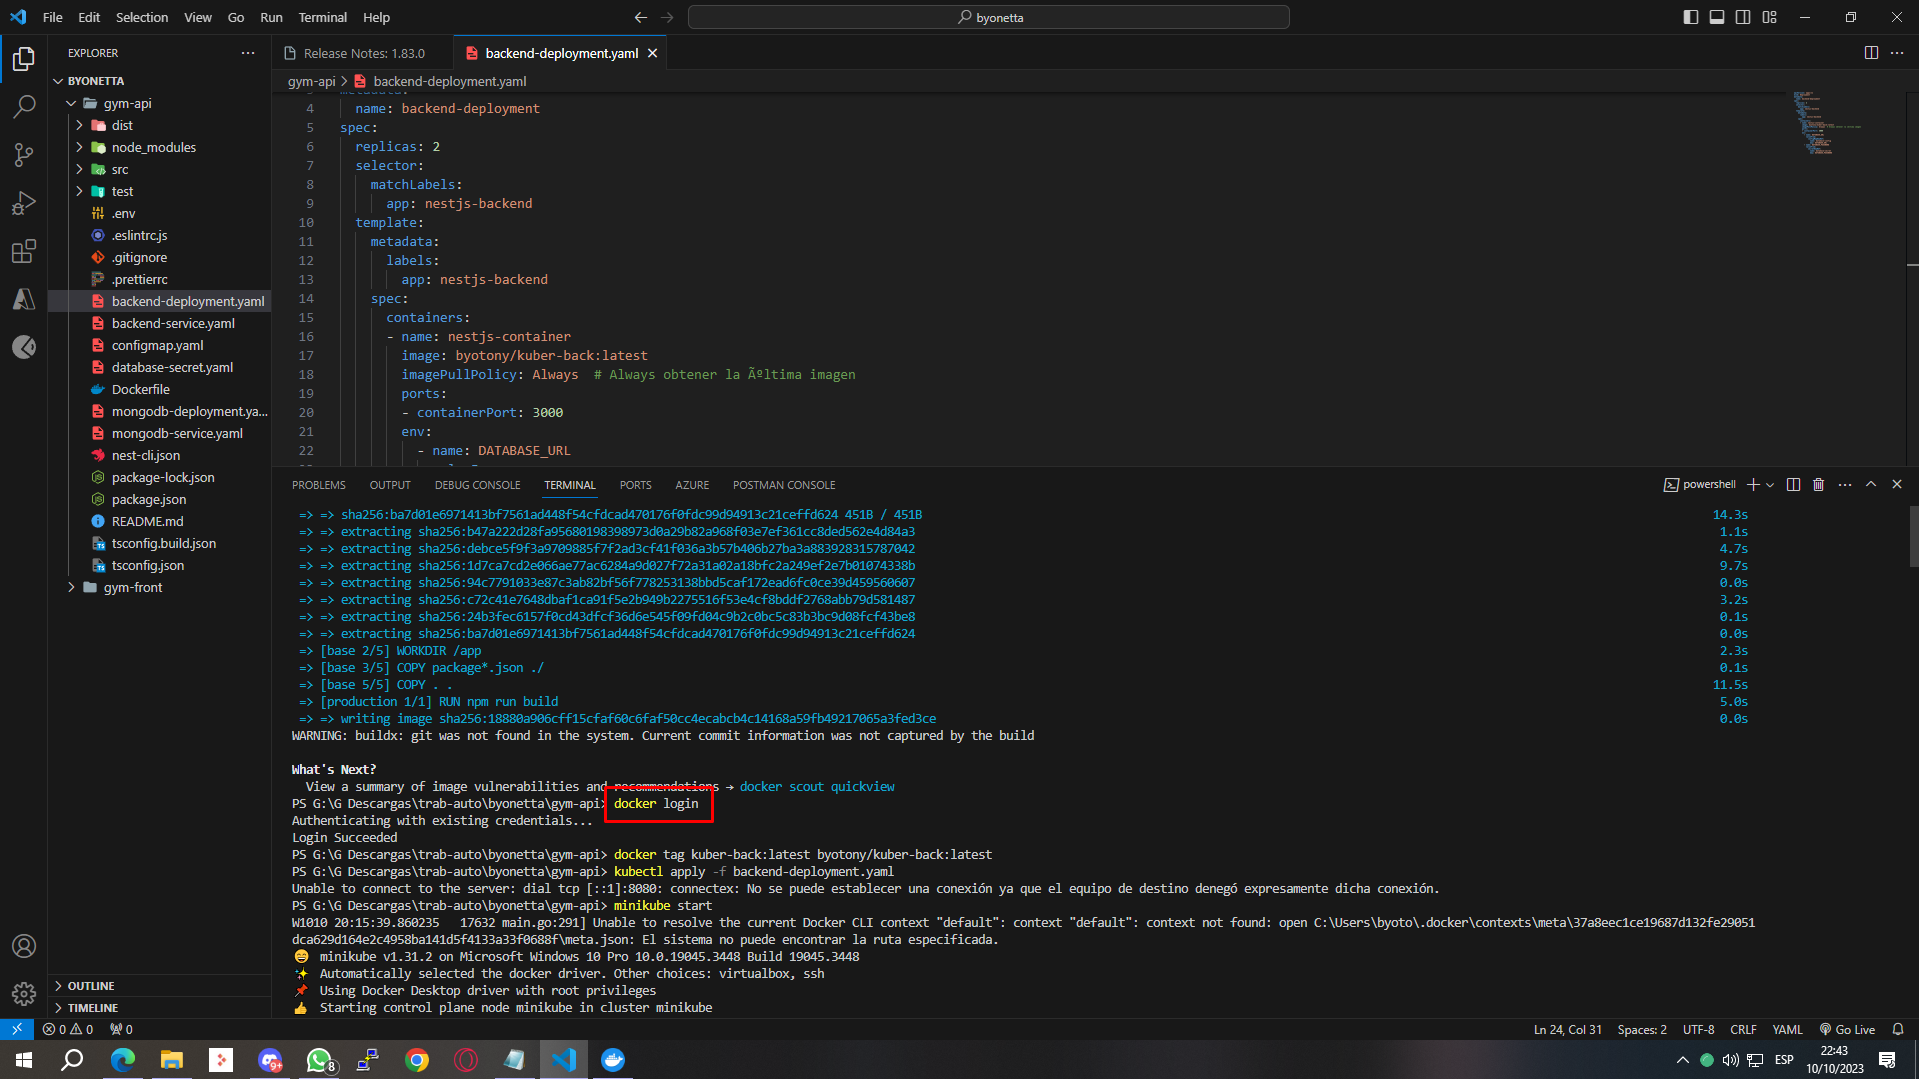 File Edit Selection View Go Run Terminal Help
byonetta
EXPLORER
BYONETTA
gym-api
dist
node_modules
src
test
.env
.eslintrc.js
.gitignore
.prettierrc
backend-deployment.yaml
backend-service.yaml
configmap.yaml
database-secret.yaml
Dockerfile
mongodb-deployment.ya...
mongodb-service.yaml
nest-cli.json
package-lock.json
package.json
README.md
tsconfig.build.json
tsconfig.json
gym-front
OUTLINE
TIMELINE
Release Notes: 1.83.0
backend-deployment.yaml
gym-api > backend-deployment.yaml
4 name: backend-deployment
5 spec:
6 replicas: 2
7 selector:
8 matchLabels:
9 app: nestjs-backend
10 template:
11 metadata:
12 labels:
13 app: nestjs-backend
14 spec:
15 containers:
16 - name: nestjs-container
17 image: byotony/kuber-back:latest
18 imagePullPolicy: Always  # Always obtener la Ãºltima imagen
19 ports:
20 - containerPort: 3000
21 env:
22 - name: DATABASE_URL
PROBLEMS OUTPUT DEBUG CONSOLE TERMINAL PORTS AZURE POSTMAN CONSOLE
powershell
=> => sha256:ba7d01e6971413bf7561ad448f54cfdcad470176f0fdc99d94913c21ceffd624 451B / 451B 14.3s
=> => extracting sha256:b47a222d28fa95680198398973d0a29b82a968f03e7ef361cc8ded562e4d84a3 1.1s
=> => extracting sha256:debce5f9f3a9709885f7f2ad3cf41f036a3b57b406b27ba3a883928315787042 4.7s
=> => extracting sha256:1d7ca7cd2e066ae77ac6284a9d027f72a31a02a18bfc2a249ef2e7b01074338b 9.7s
=> => extracting sha256:94c7791033e87c3ab82bf56f778253138bbd5caf172ead6fc0ce39d459560607 0.0s
=> => extracting sha256:c72c41e7648dbaf1ca91f5e2b949b2275516f53e4cf8bddf2768abb79d581487 3.2s
=> => extracting sha256:24b3fec6157f0cd43dfcf36d6e545f09fd04c9b2c0bc5c83b3bc9d08fcf43be8 0.1s
=> => extracting sha256:ba7d01e6971413bf7561ad448f54cfdcad470176f0fdc99d94913c21ceffd624 0.0s
=> [base 2/5] WORKDIR /app 2.3s
=> [base 3/5] COPY package*.json ./ 0.1s
=> [base 5/5] COPY . . 11.5s
=> [production 1/1] RUN npm run build 5.0s
=> => writing image sha256:18880a906cff15cfaf60c6faf50cc4ecabcb4c14168a59fb49217065a3fed3ce 0.0s
WARNING: buildx: git was not found in the system. Current commit information was not captured by the build
What's Next?
View a summary of image vulnerabilities and recommendations → docker scout quickview
PS G:\G Descargas\trab-auto\byonetta\gym-api> docker login
Authenticating with existing credentials...
Login Succeeded
PS G:\G Descargas\trab-auto\byonetta\gym-api> docker tag kuber-back:latest byotony/kuber-back:latest
PS G:\G Descargas\trab-auto\byonetta\gym-api> kubectl apply -f backend-deployment.yaml
Unable to connect to the server: dial tcp [::1]:8080: connectex: No se puede establecer una conexión ya que el equipo de destino denegó expresamente dicha conexión.
PS G:\G Descargas\trab-auto\byonetta\gym-api> minikube start
W1010 20:15:39.860235   17632 main.go:291] Unable to resolve the current Docker CLI context "default": context "default": context not found: open C:\Users\byoto\.docker\contexts\meta\37a8eec1ce19687d132fe29051
dca629d164e2c4958ba141d5f4133a33f0688f\meta.json: El sistema no puede encontrar la ruta especificada.
minikube v1.31.2 on Microsoft Windows 10 Pro 10.0.19045.3448 Build 19045.3448
Automatically selected the docker driver. Other choices: virtualbox, ssh
Using Docker Desktop driver with root privileges
Starting control plane node minikube in cluster minikube
0 0 0 Ln 24, Col 31 Spaces: 2 UTF-8 CRLF YAML Go Live
9+ 8 ESP 22:43
10/10/2023